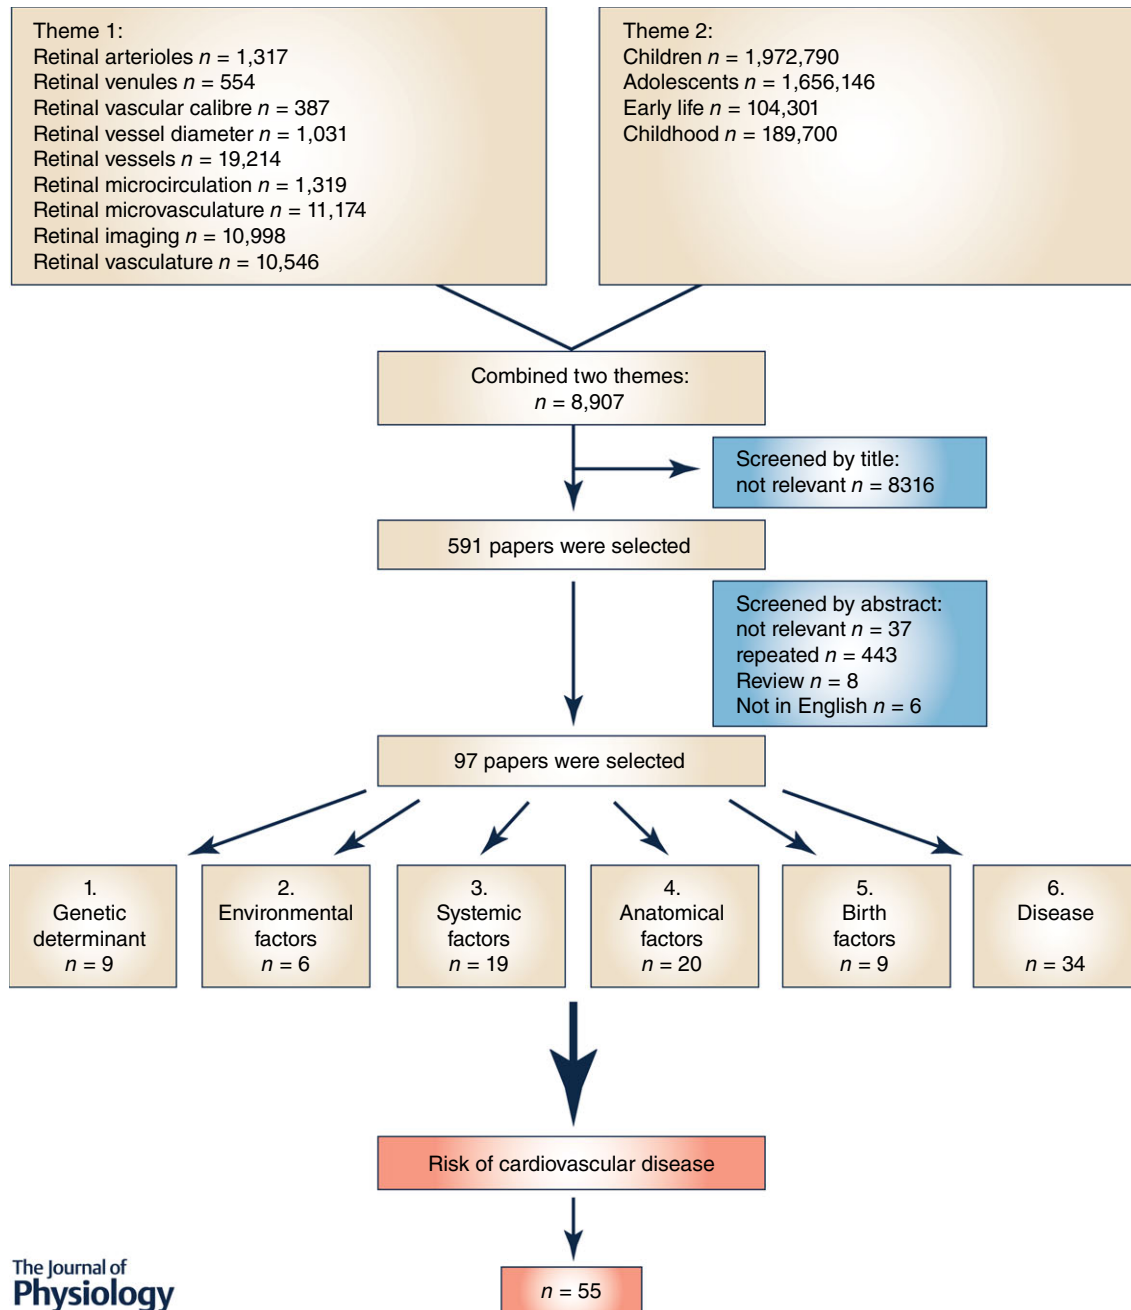 Theme 1:
Retinal arterioles n = 1,317
Retinal venules n = 554
Retinal vascular calibre n = 387
Retinal vessel diameter n = 1,031
Retinal vessels n = 19,214
Retinal microcirculation n = 1,319
Retinal microvasculature n = 11,174
Retinal imaging n = 10,998
Retinal vasculature n = 10,546
Theme 2:
Children n = 1,972,790
Adolescents n = 1,656,146
Early life n = 104,301
Childhood n = 189,700
Combined two themes:
n = 8,907
Screened by title:
not relevant n = 8316
591 papers were selected
Screened by abstract:
not relevant n = 37
repeated n = 443
Review n = 8
Not in English n = 6
97 papers were selected
1.
Genetic
determinant
n = 9
2.
Environmental
factors
n = 6
3.
Systemic
factors
n = 19
4.
Anatomical
factors
n = 20
5.
Birth
factors
n = 9
6.
Disease
n = 34
Risk of cardiovascular disease
n = 55
The Journal of
Physiology